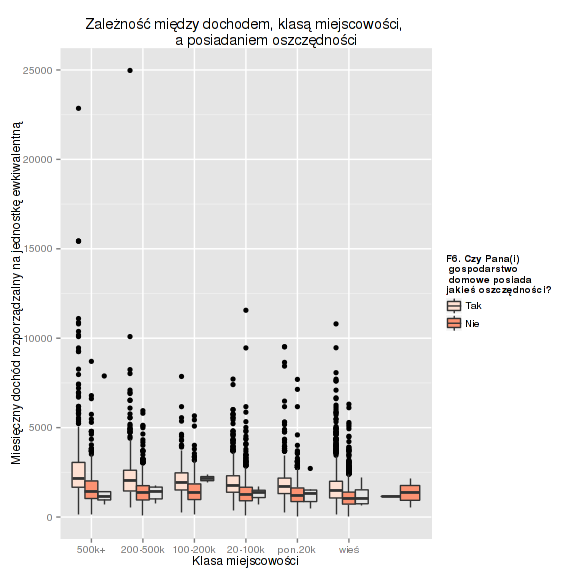 Zależność między dochodem, klasą miejscowości,
a posiadaniem oszczędności
Miesięczny dochód rozporządzalny na jednostkę ewkiwalentną
25000
20000
15000
10000
5000
0
500k+
200-500k
100-200k
20-100k
pon.20k
wieś
Klasa miejscowości
F6. Czy Pana(i)
gospodarstwo
domowe posiada
jakieś oszczędności?
Tak
Nie